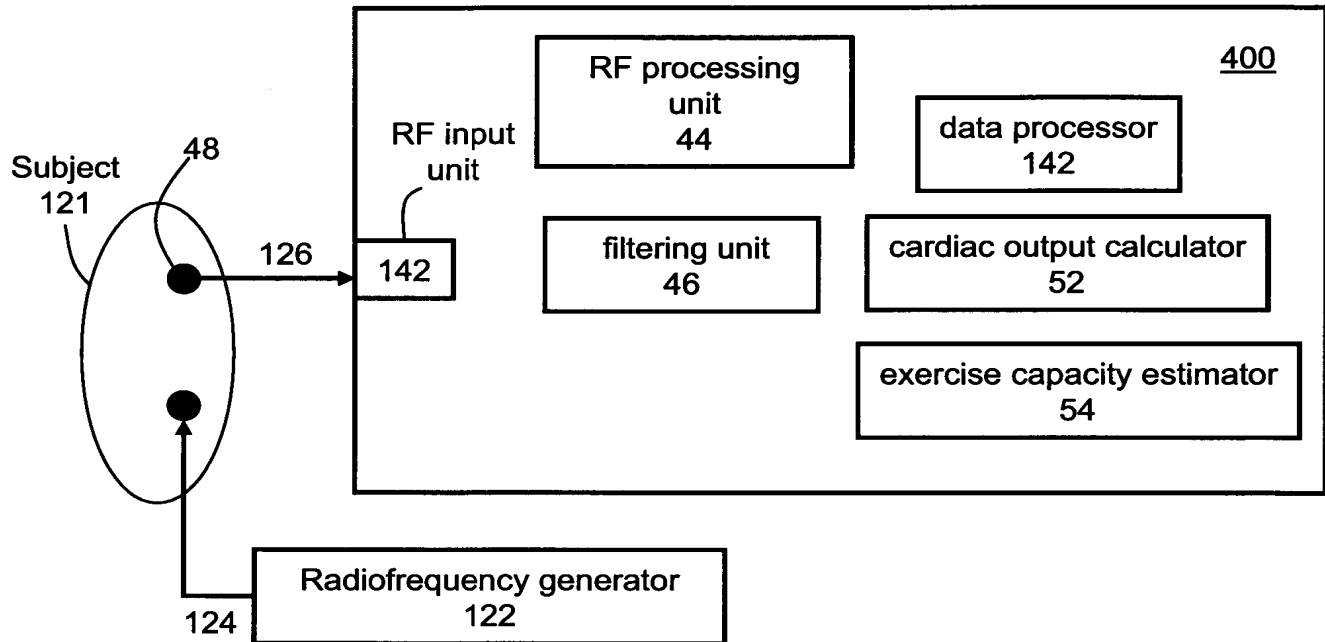 RF processing
unit
44
400
data processor
142
RF input
unit
48
Subject
121
126
142
filtering unit
46
cardiac output calculator
52
exercise capacity estimator
54
Radiofrequency generator
122
124